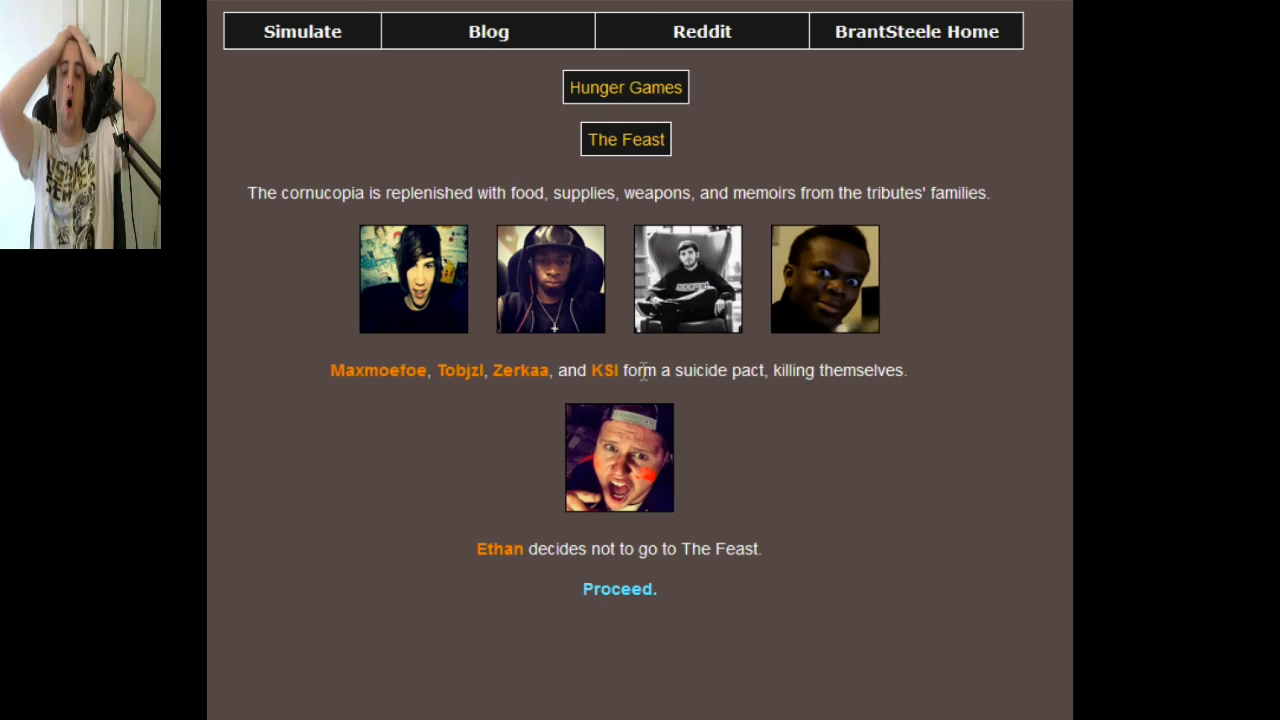 Simulate Blog Reddit BrantSteele Home
Hunger Games
The Feast
The cornucopia is replenished with food, supplies, weapons, and memoirs from the tributes' families.
Maxmoefoe, Tobjzl, Zerkaa, and KSI form a suicide pact, killing themselves.
Ethan decides not to go to The Feast.
Proceed.